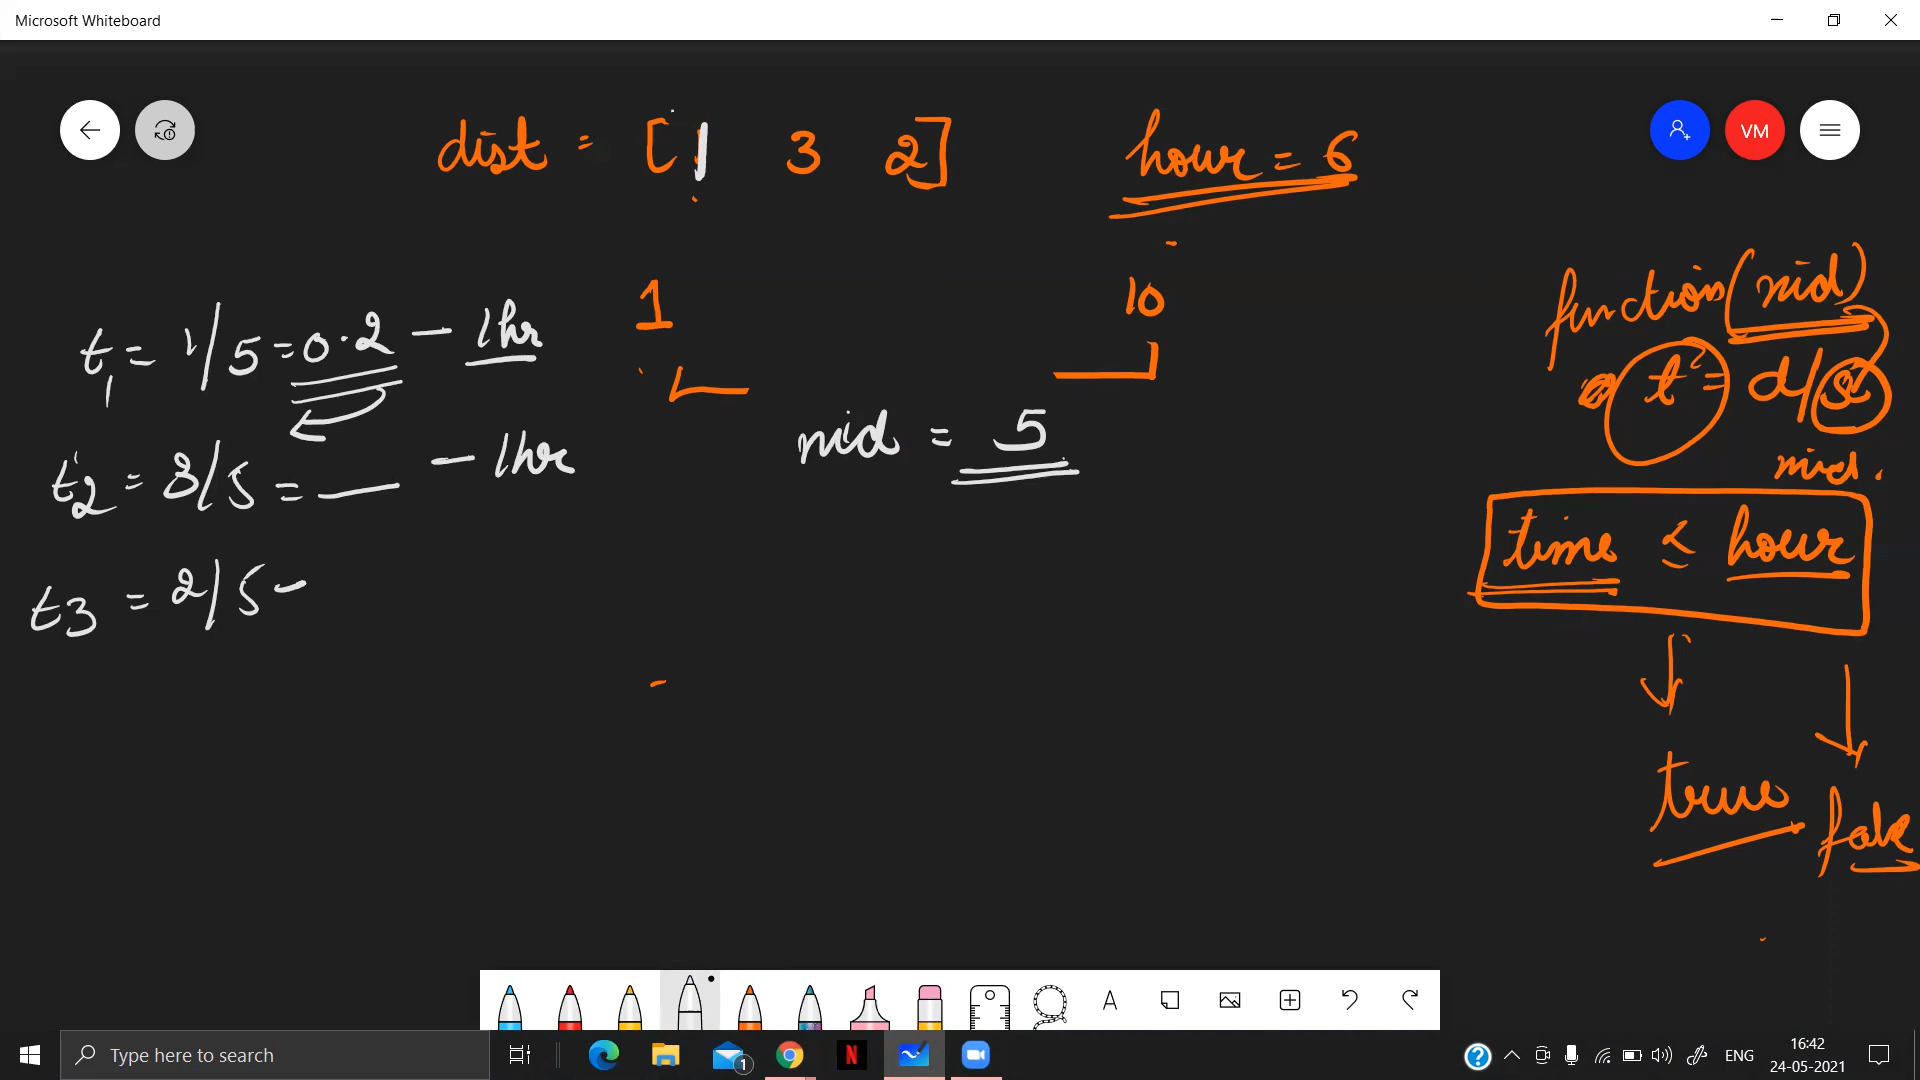 Microsoft Whiteboard
VM
dist = [1 3 2] hour = 6
1 10
function(mid)
t = d/s
mid.
t1 = 1/5 = 0.2 - 1hr
mid = 5
t2 = 3/5 = - 1hr
time ≤ hour
t3 = 2/5 -
true false
A
Type here to search
1
N
ENG
16:42
24-05-2021